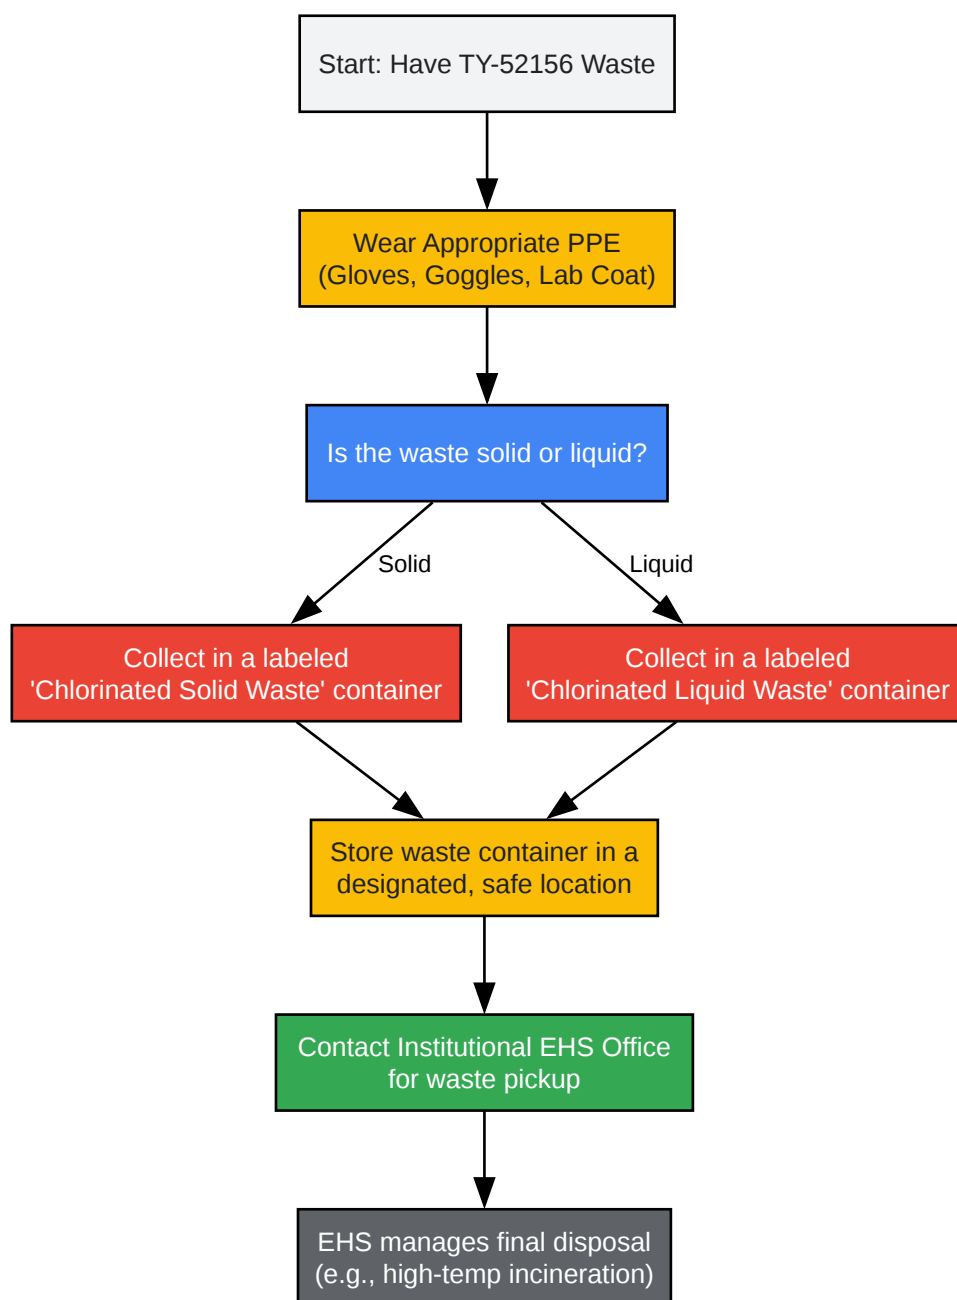 Start: Have TY-52156 Waste
Wear Appropriate PPE
(Gloves, Goggles, Lab Coat)
Is the waste solid or liquid?
Solid
Liquid
Collect in a labeled
'Chlorinated Solid Waste' container
Collect in a labeled
'Chlorinated Liquid Waste' container
Store waste container in a
designated, safe location
Contact Institutional EHS Office
for waste pickup
EHS manages final disposal
(e.g., high-temp incineration)